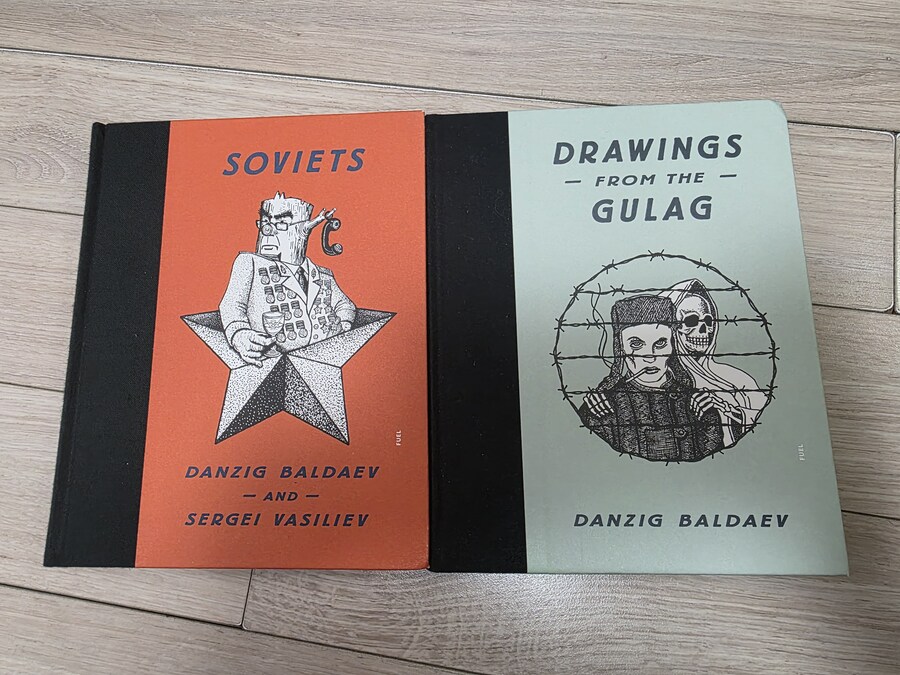 SOVIETS
FUEL
DANZIG BALDAEV
— AND —
SERGEI VASILIEV
DRAWINGS
— FROM THE —
GULAG
FUEL
DANZIG BALDAEV